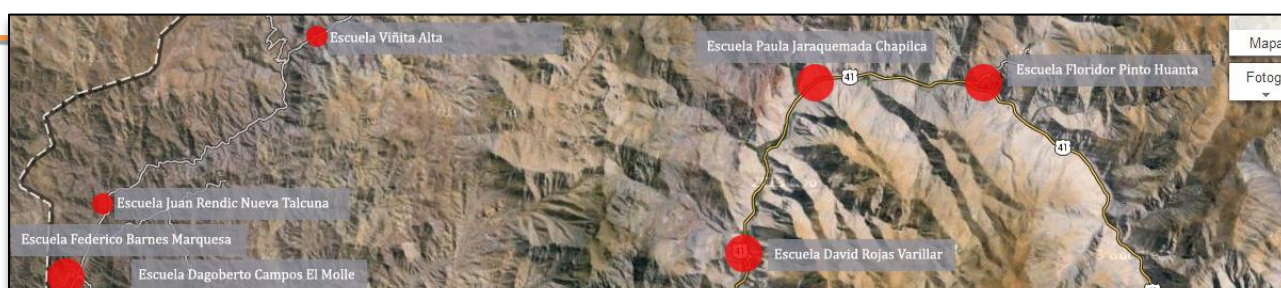 Escuela Viñita Alta
Escuela Paula Jaraquemada Chapilca
Mapa
41
Escuela Floridor Pinto Huanta
Fotog
41
Escuela Juan Rendic Nueva Talcuna
Escuela Federico Barnes Marquesa
41
Escuela David Rojas Varillar
Escuela Dagoberto Campos El Molle